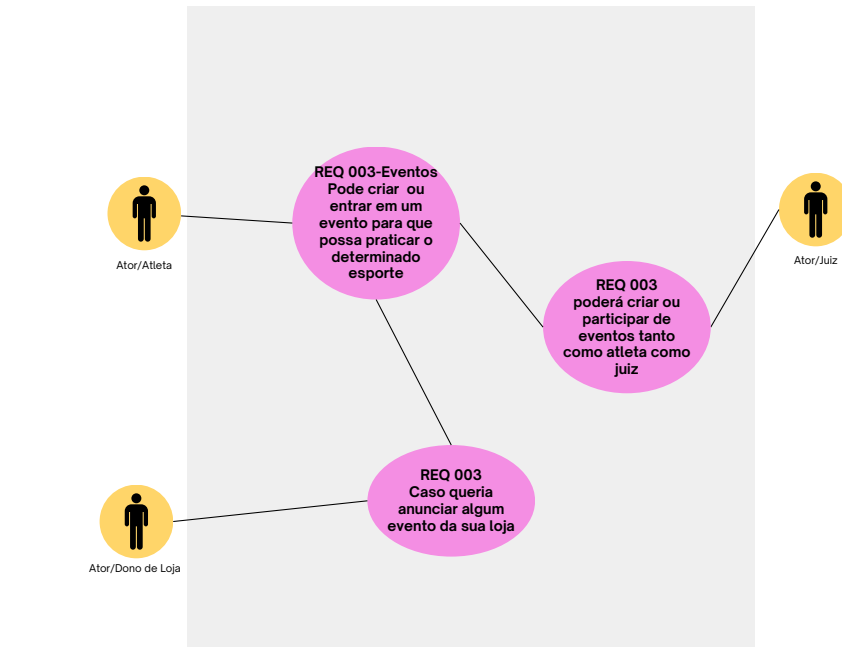 REQ 003-Eventos
Pode criar ou
entrar em um
evento para que
possa praticar o
determinado
esporte
Ator/Atleta
Ator/Juiz
REQ 003
poderá criar ou
participar de
eventos tanto
como atleta como
juiz
REQ 003
Caso queria
anunciar algum
evento da sua loja
Ator/Dono de Loja